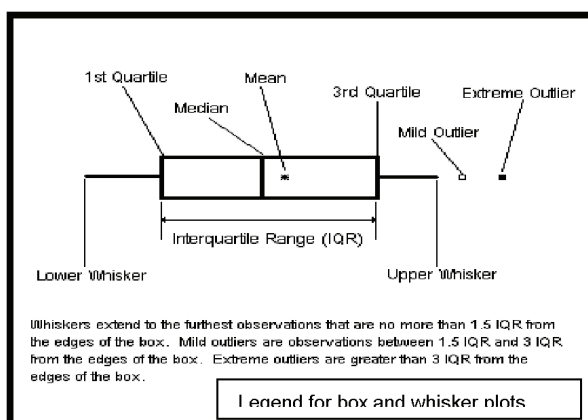 1st Quartile
Mean
3rd Quartile
Extreme Outlier
Median
Mild Outlier
Interquartile Range (IQR)
Lower Whisker
Upper Whisker
Whiskers extend to the furthest observations that are no more than 1.5 IQR from
the edges of the box. Mild outliers are observations between 1.5 IQR and 3 IQR
from the edges of the box. Extreme outliers are greater than 3 IQR from the
edges of the box.
Legend for box and whisker plots